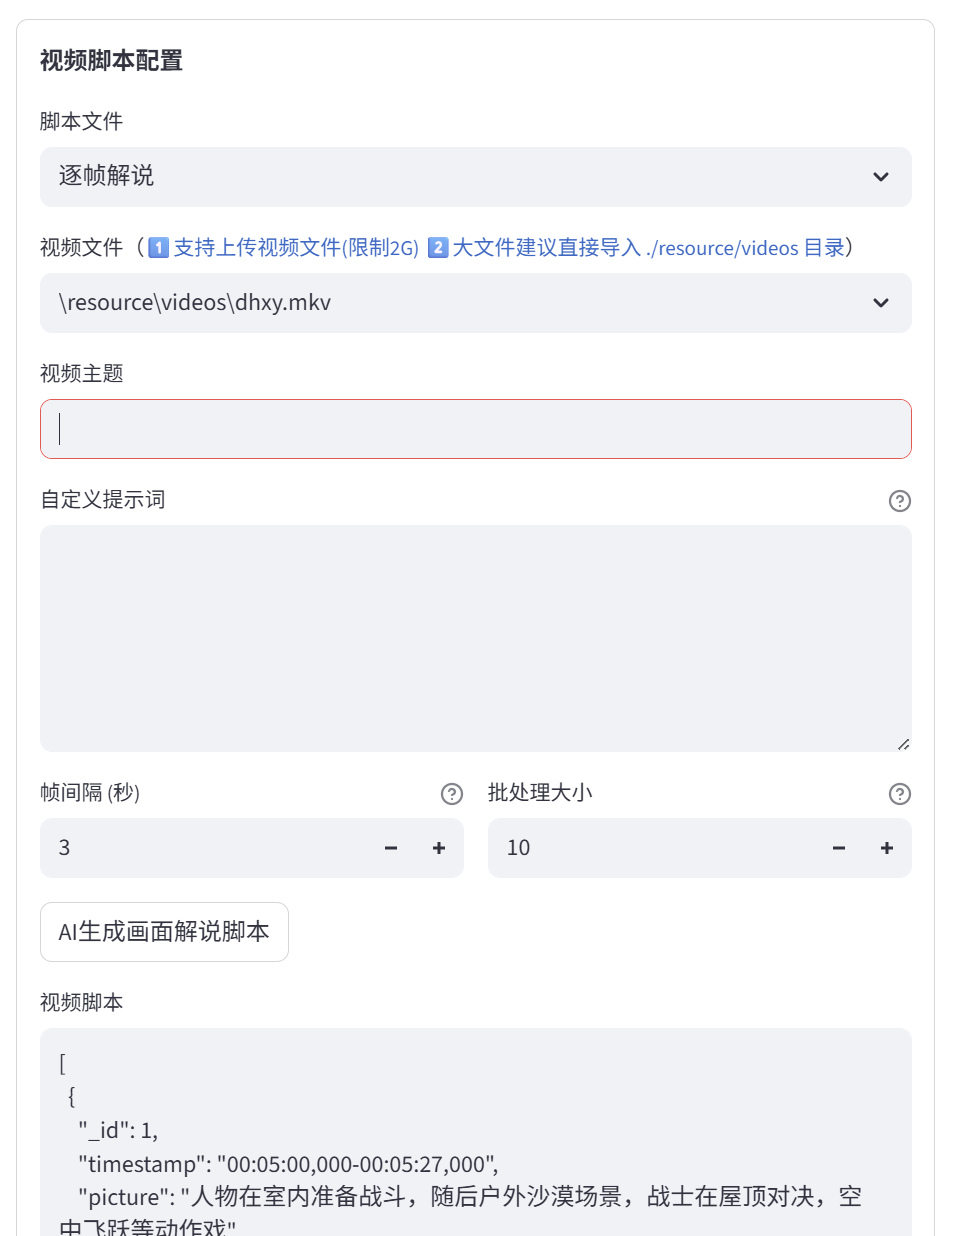 视频脚本配置
脚本文件
逐帧解说
视频文件（1️⃣支持上传视频文件(限制2G) 2️⃣大文件建议直接导入 ./resource/videos 目录）
\resource\videos\dhxy.mkv
视频主题
自定义提示词
帧间隔 (秒)
批处理大小
3
10
AI生成画面解说脚本
视频脚本
[
{
"_id": 1,
"timestamp": "00:05:00,000-00:05:27,000",
"picture": "人物在室内准备战斗，随后户外沙漠场景，战士在屋顶对决，空
中飞跃等动作戏"